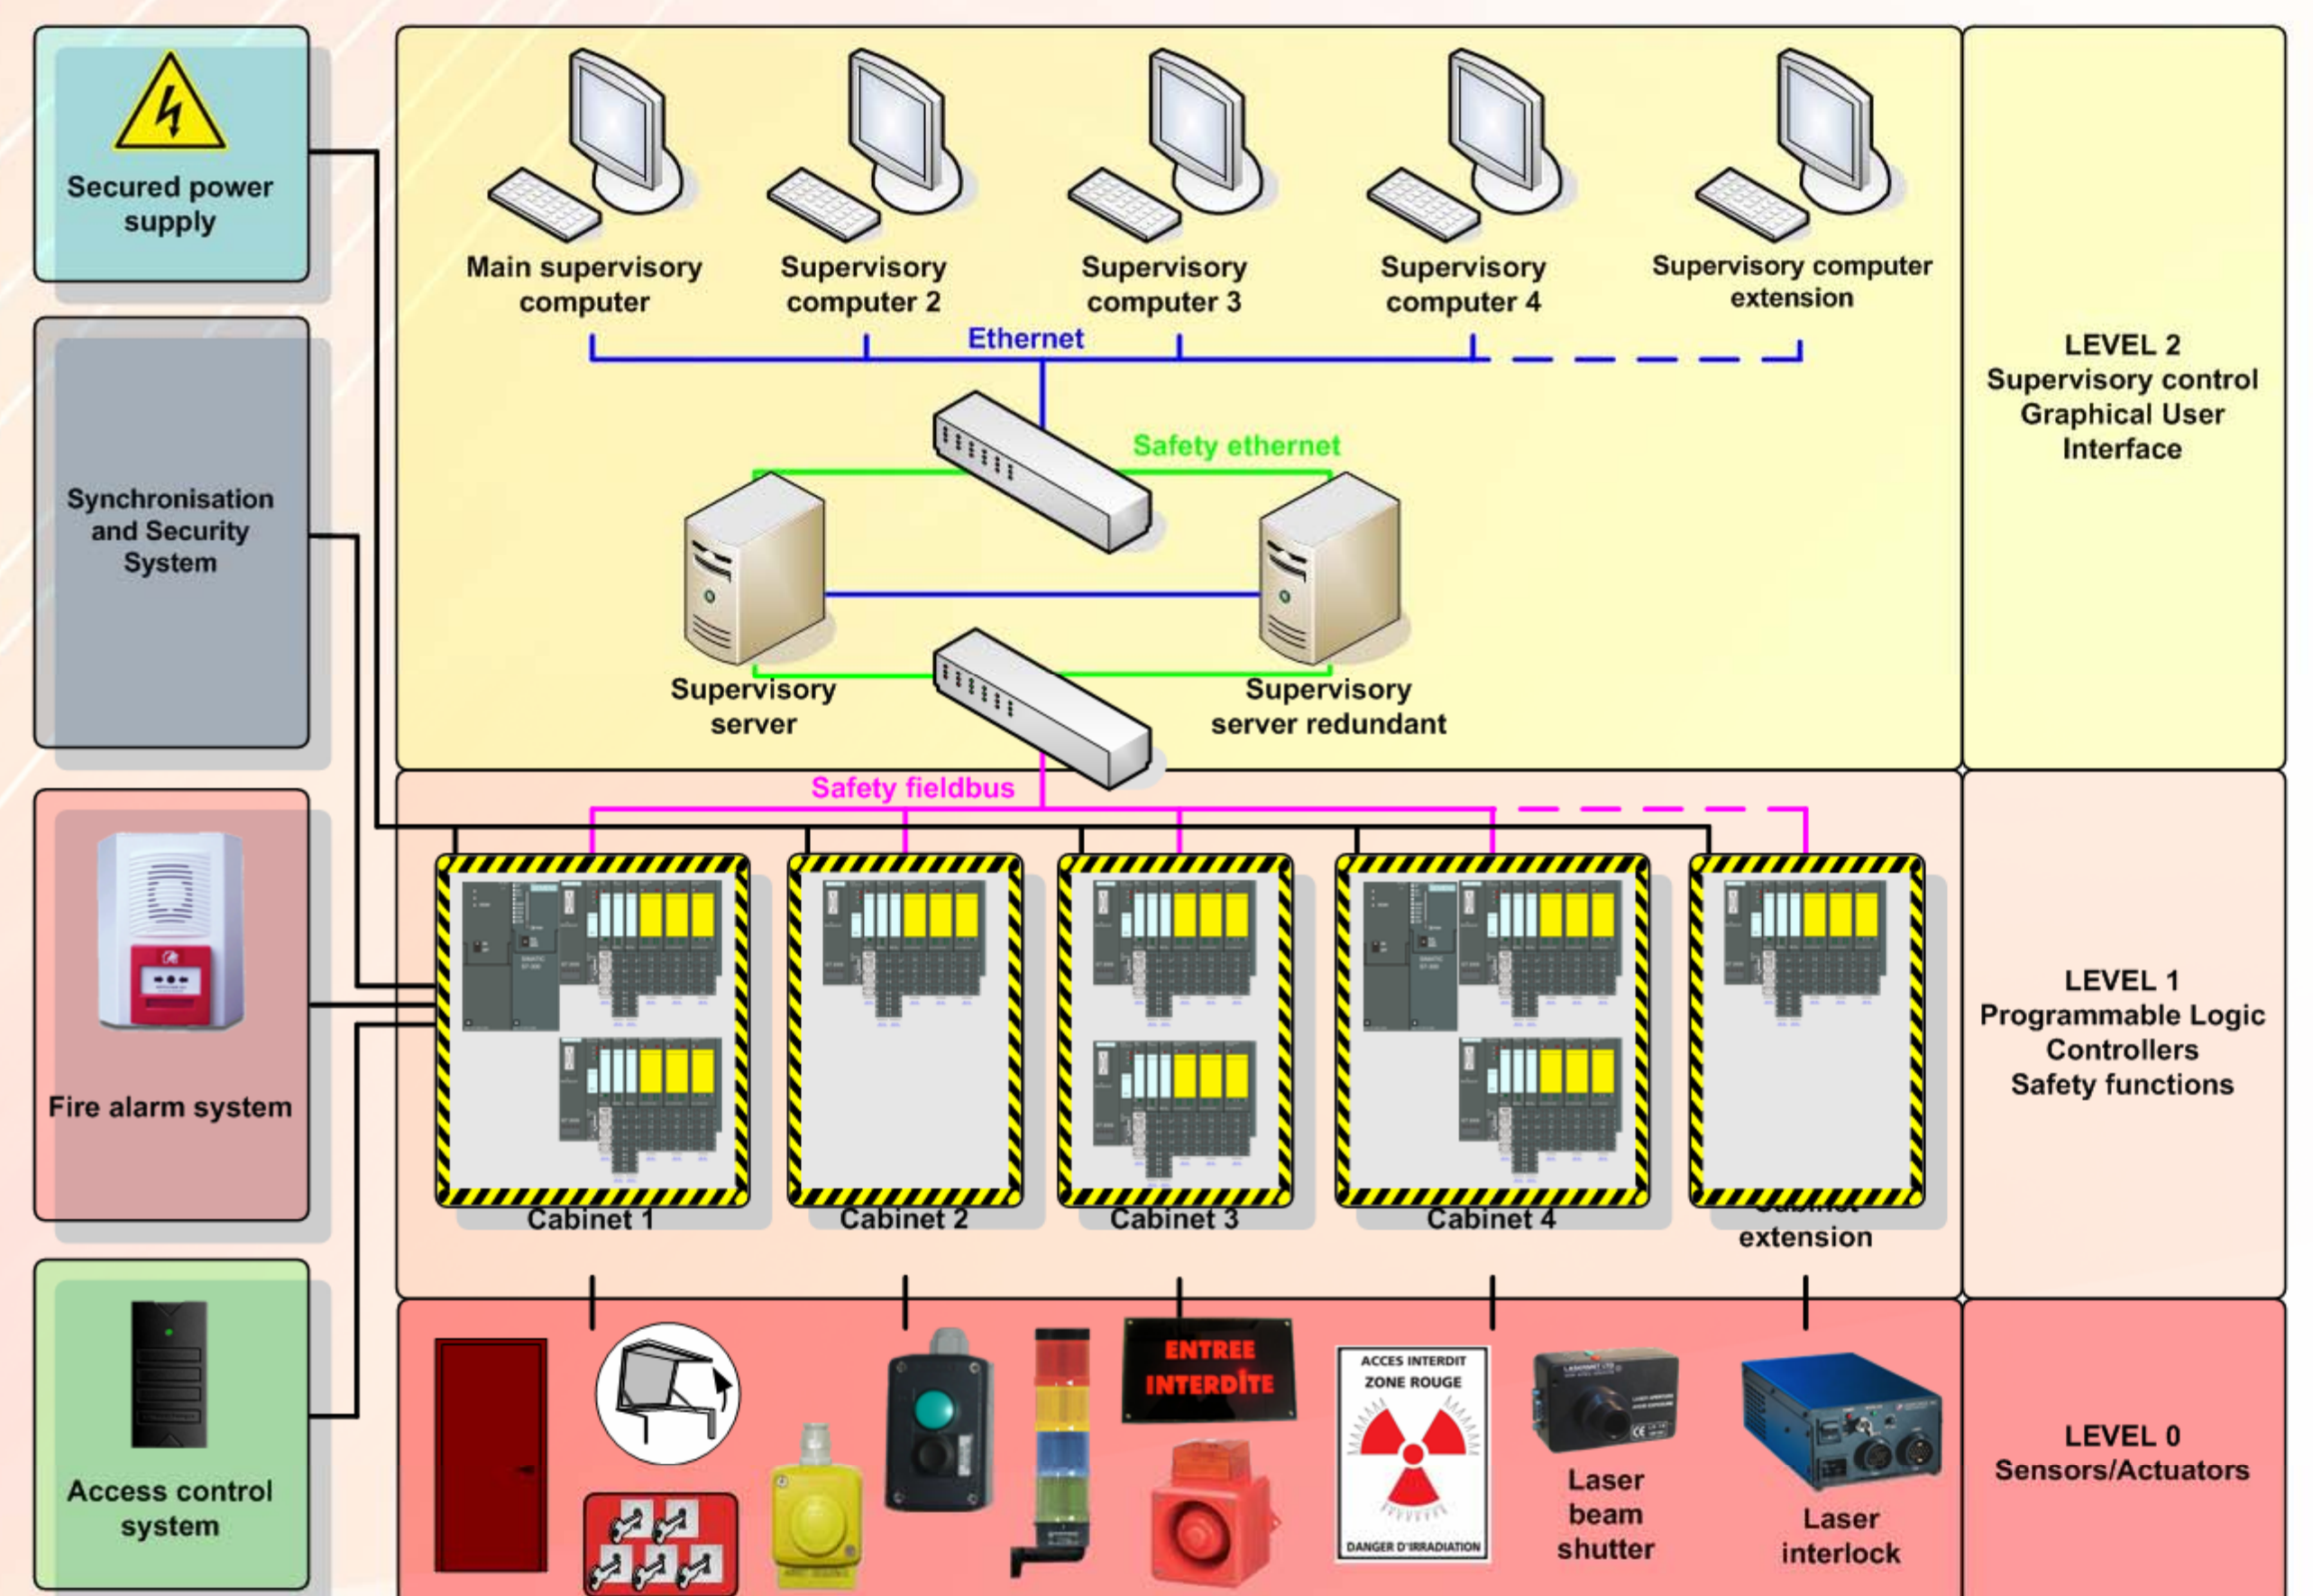 Secured power
supply
Synchronisation
and Security
System
Fire alarm system
Access control
system
Main supervisory
computer
Supervisory
computer 2
Supervisory
computer 3
Supervisory
computer 4
Supervisory computer
extension
Ethernet
Safety ethernet
Supervisory
server
Supervisory
server redundant
LEVEL 2
Supervisory control
Graphical User
Interface
Safety fieldbus
Cabinet 1
Cabinet 2
Cabinet 3
Cabinet 4
Cabinet
extension
LEVEL 1
Programmable Logic
Controllers
Safety functions
ENTREE
INTERDITE
ACCES INTERDIT
ZONE ROUGE
DANGER D'IRRADIATION
Laser
beam
shutter
Laser
interlock
LEVEL 0
Sensors/Actuators